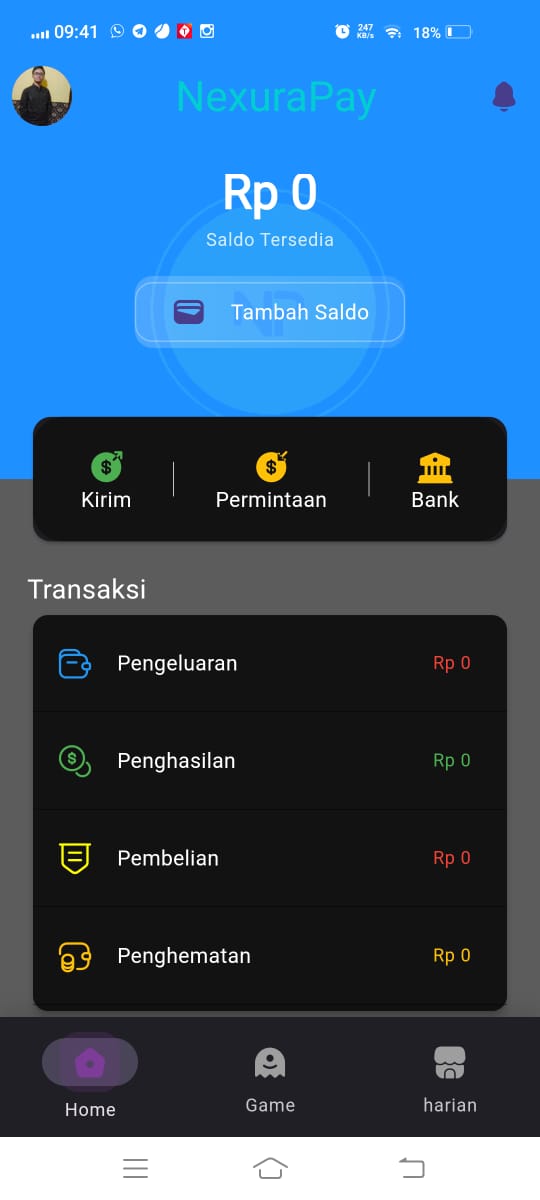 09:41 247 KB/s 18%
NexuraPay
Rp 0
Saldo Tersedia
NP
Tambah Saldo
Kirim Permintaan Bank
Transaksi
Pengeluaran Rp 0
Penghasilan Rp 0
Pembelian Rp 0
Penghematan Rp 0
Home Game harian